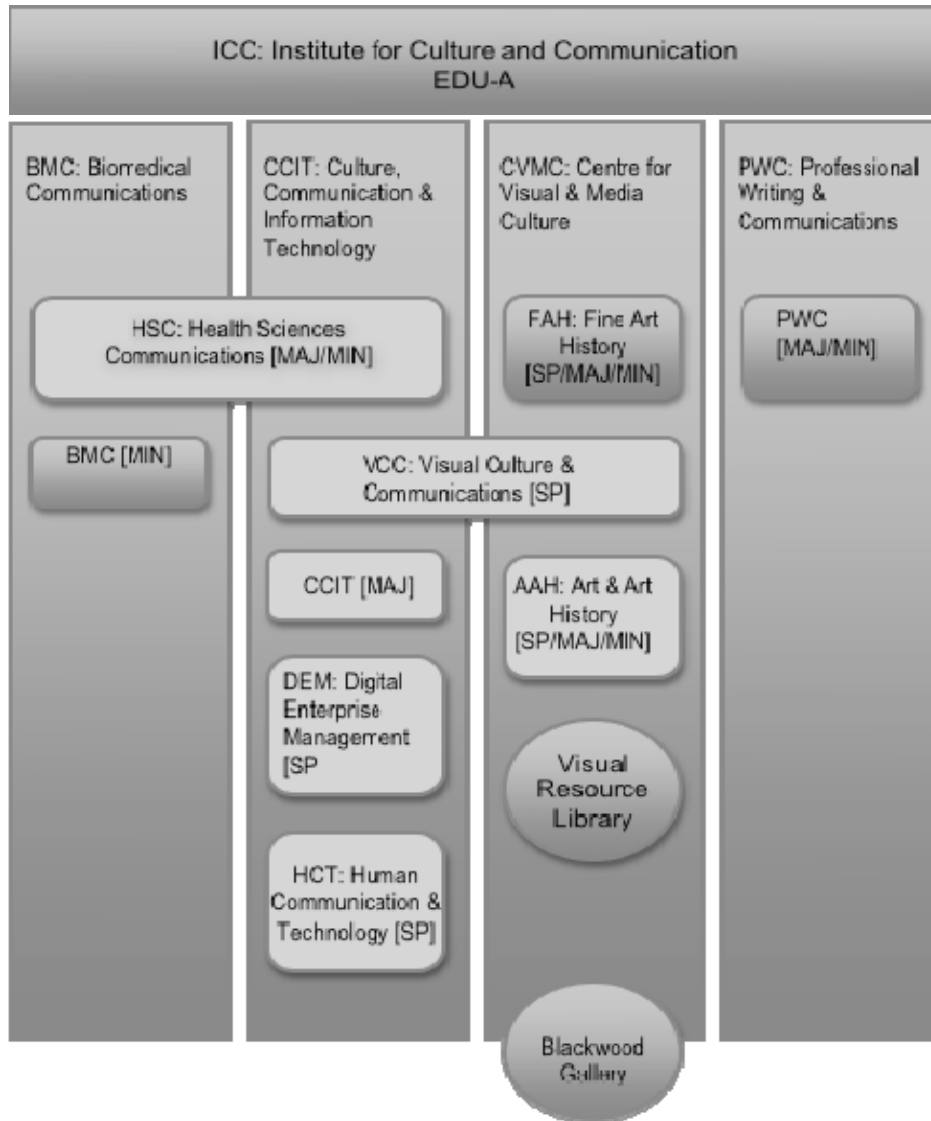 ICC: Institute for Culture and Communication
EDU-A
BMC: Biomedical
Communications
CCIT: Culture,
Communication &
Information
Technology
CVMC: Centre for
Visual & Media
Culture
PWC: Professional
Writing &
Communications
HSC: Health Sciences
Communications [MAJ/MIN]
FAH: Fine Art
History
[SP/MAJ/MIN]
PWC
[MAJ/MIN]
BMC [MIN]
VCC: Visual Culture &
Communications [SP]
CCIT [MAJ]
AAH: Art & Art
History
[SP/MAJ/MIN]
DEM: Digital
Enterprise
Management
[SP
Visual
Resource
Library
HCT: Human
Communication &
Technology [SP]
Blackwood
Gallery